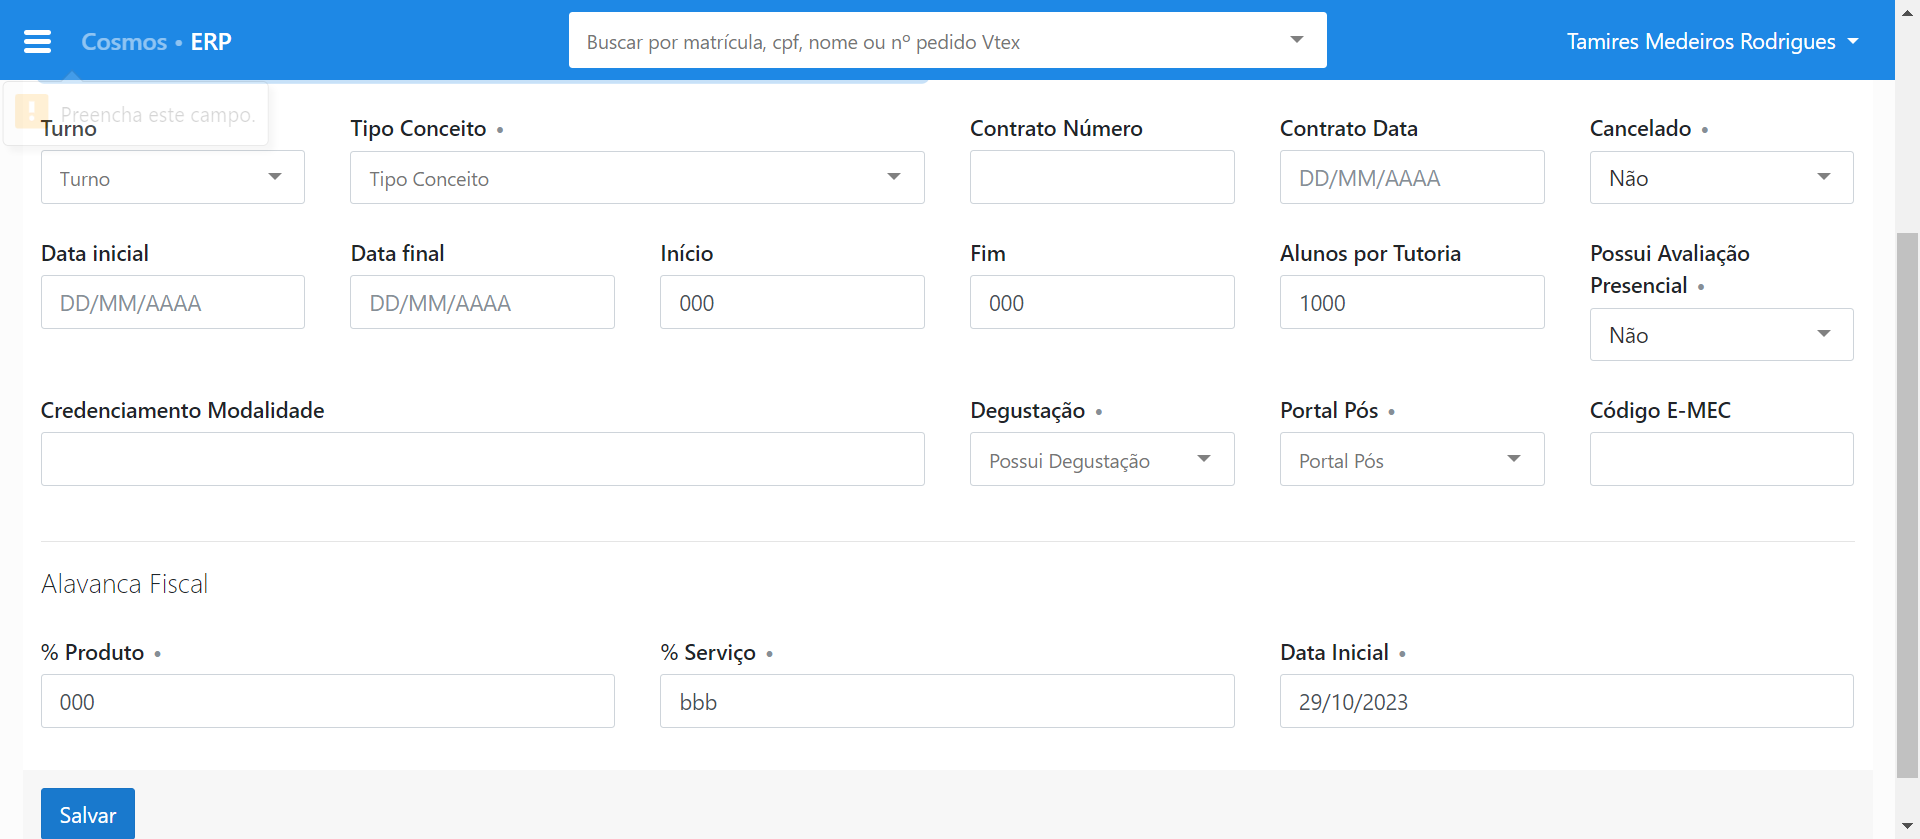 Cosmos • ERP
Buscar por matrícula, cpf, nome ou nº pedido Vtex
Tamires Medeiros Rodrigues
Preencha este campo.
Turno
Tipo Conceito •
Contrato Número
Contrato Data
Cancelado •
Turno
Tipo Conceito
DD/MM/AAAA
Não
Data inicial
Data final
Início
Fim
Alunos por Tutoria
Possui Avaliação
Presencial •
DD/MM/AAAA
DD/MM/AAAA
000
000
1000
Não
Credenciamento Modalidade
Degustação •
Portal Pós •
Código E-MEC
Possui Degustação
Portal Pós
Alavanca Fiscal
% Produto •
% Serviço •
Data Inicial •
000
bbb
29/10/2023
Salvar